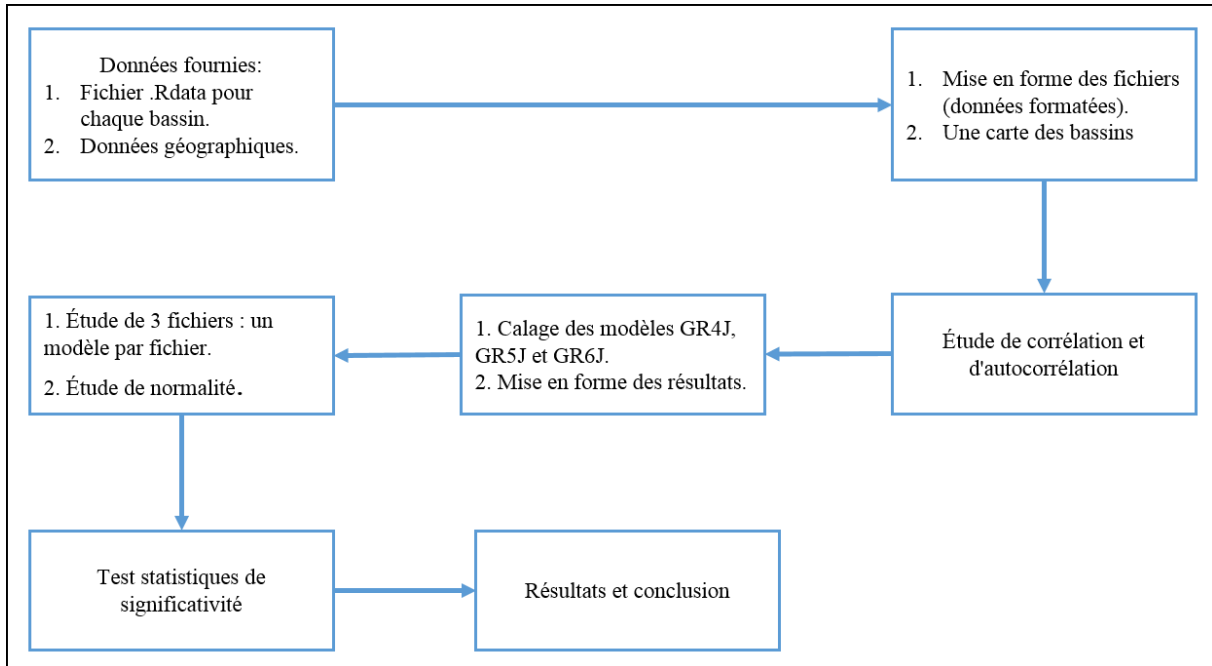 Données fournies:
1. Fichier .Rdata pour
chaque bassin.
2. Données géographiques.
1. Mise en forme des fichiers
(données formatées).
2. Une carte des bassins
Étude de corrélation et
d'autocorrélation
1. Calage des modèles GR4J,
GR5J et GR6J.
2. Mise en forme des résultats.
1. Étude de 3 fichiers : un
modèle par fichier.
2. Étude de normalité.
Test statistiques de
significativité
Résultats et conclusion